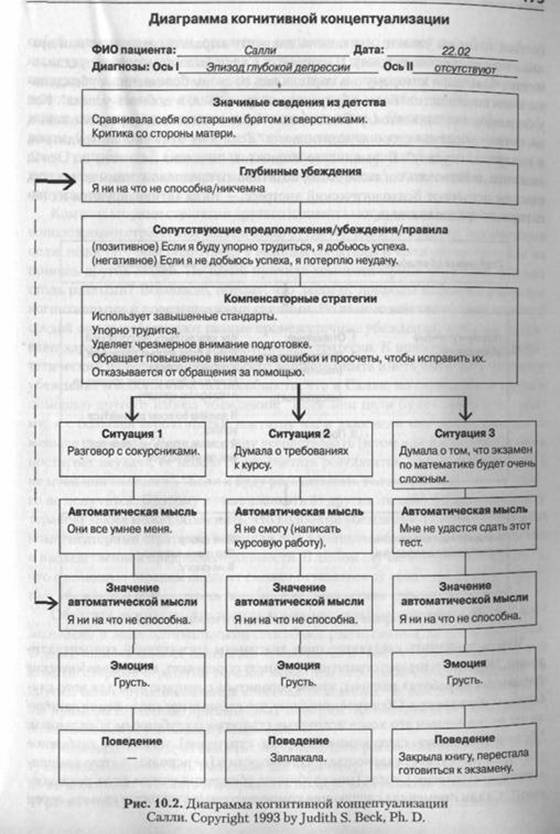 Диаграмма когнитивной концептуализации
ФИО пациента: Салли Дата: 22.02
Диагнозы: Ось I Эпизод глубокой депрессии Ось II отсутствуют
Значимые сведения из детства
Сравнивала себя со старшим братом и сверстниками.
Критика со стороны матери.
Глубинные убеждения
Я ни на что не способна/никчемна
Сопутствующие предположения/убеждения/правила
(позитивное) Если я буду упорно трудиться, я добьюсь успеха.
(негативное) Если я не добьюсь успеха, я потерплю неудачу.
Компенсаторные стратегии
Использует завышенные стандарты.
Упорно трудится.
Уделяет чрезмерное внимание подготовке.
Обращает повышенное внимание на ошибки и просчеты, чтобы исправить их.
Отказывается от обращения за помощью.
Ситуация 1
Разговор с сокурсниками.
Ситуация 2
Думала о требованиях
к курсу.
Ситуация 3
Думала о том, что экзамен
по математике будет очень
сложным.
Автоматическая мысль
Они все умнее меня.
Автоматическая мысль
Я не смогу (написать
курсовую работу).
Автоматическая мысль
Мне не удастся сдать этот
тест.
Значение
автоматической мысли
Я ни на что не способна.
Значение
автоматической мысли
Я ни на что не способна.
Значение
автоматической мысли
Я ни на что не способна.
Эмоция
Грусть.
Эмоция
Грусть.
Эмоция
Грусть.
Поведение
—
Поведение
Заплакала.
Поведение
Закрыла книгу, перестала
готовиться к экзамену.
Рис. 10.2. Диаграмма когнитивной концептуализации
Салли. Copyright 1993 by Judith S. Beck, Ph. D.